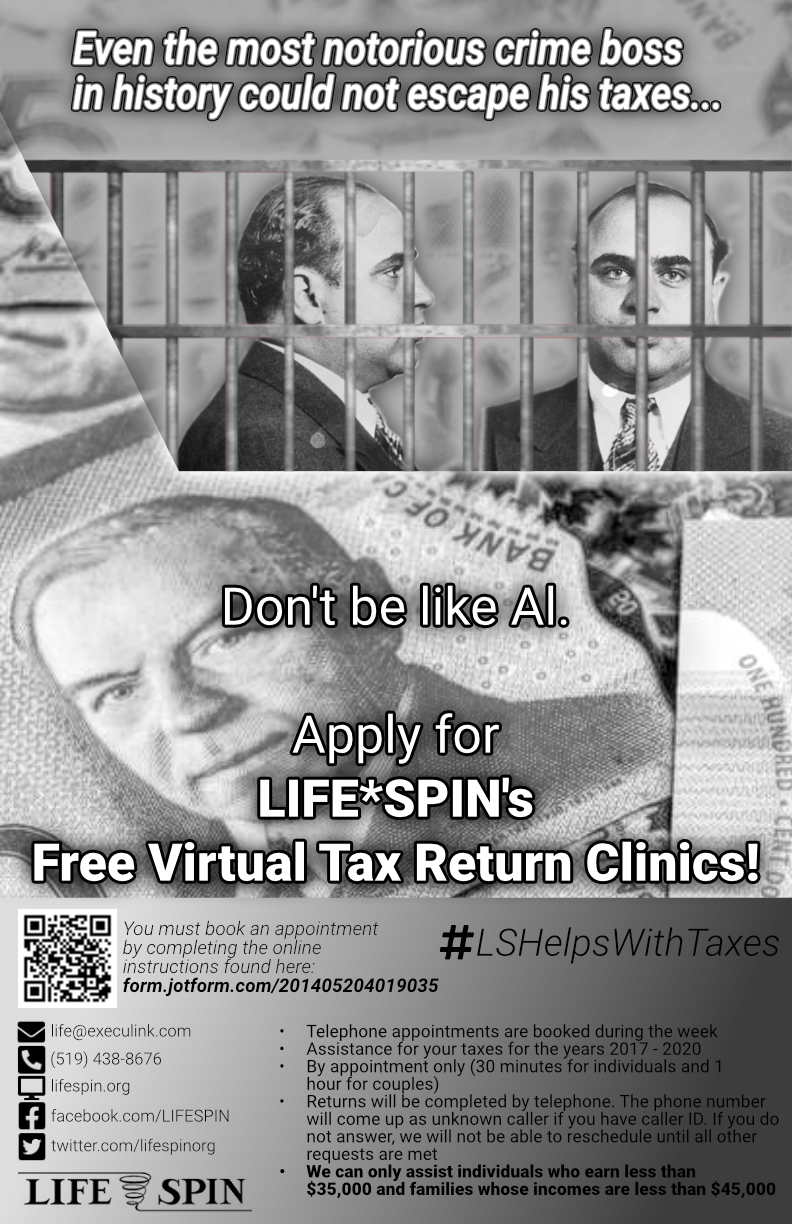 Even the most notorious crime boss
in history could not escape his taxes...
BANK OF C
BANK
20
Don't be like Al.
ONE HUNDRED • CENT DO
Apply for
LIFE*SPIN's
Free Virtual Tax Return Clinics!
You must book an appointment
by completing the online
instructions found here:
form.jotform.com/201405204019035
#LSHelpsWithTaxes
life@execulink.com
(519) 438-8676
lifespin.org
facebook.com/LIFESPIN
twitter.com/lifespinorg
LIFE SPIN
• Telephone appointments are booked during the week
• Assistance for your taxes for the years 2017 - 2020
• By appointment only (30 minutes for individuals and 1
hour for couples)
• Returns will be completed by telephone. The phone number
will come up as unknown caller if you have caller ID. If you do
not answer, we will not be able to reschedule until all other
requests are met
• We can only assist individuals who earn less than
$35,000 and families whose incomes are less than $45,000